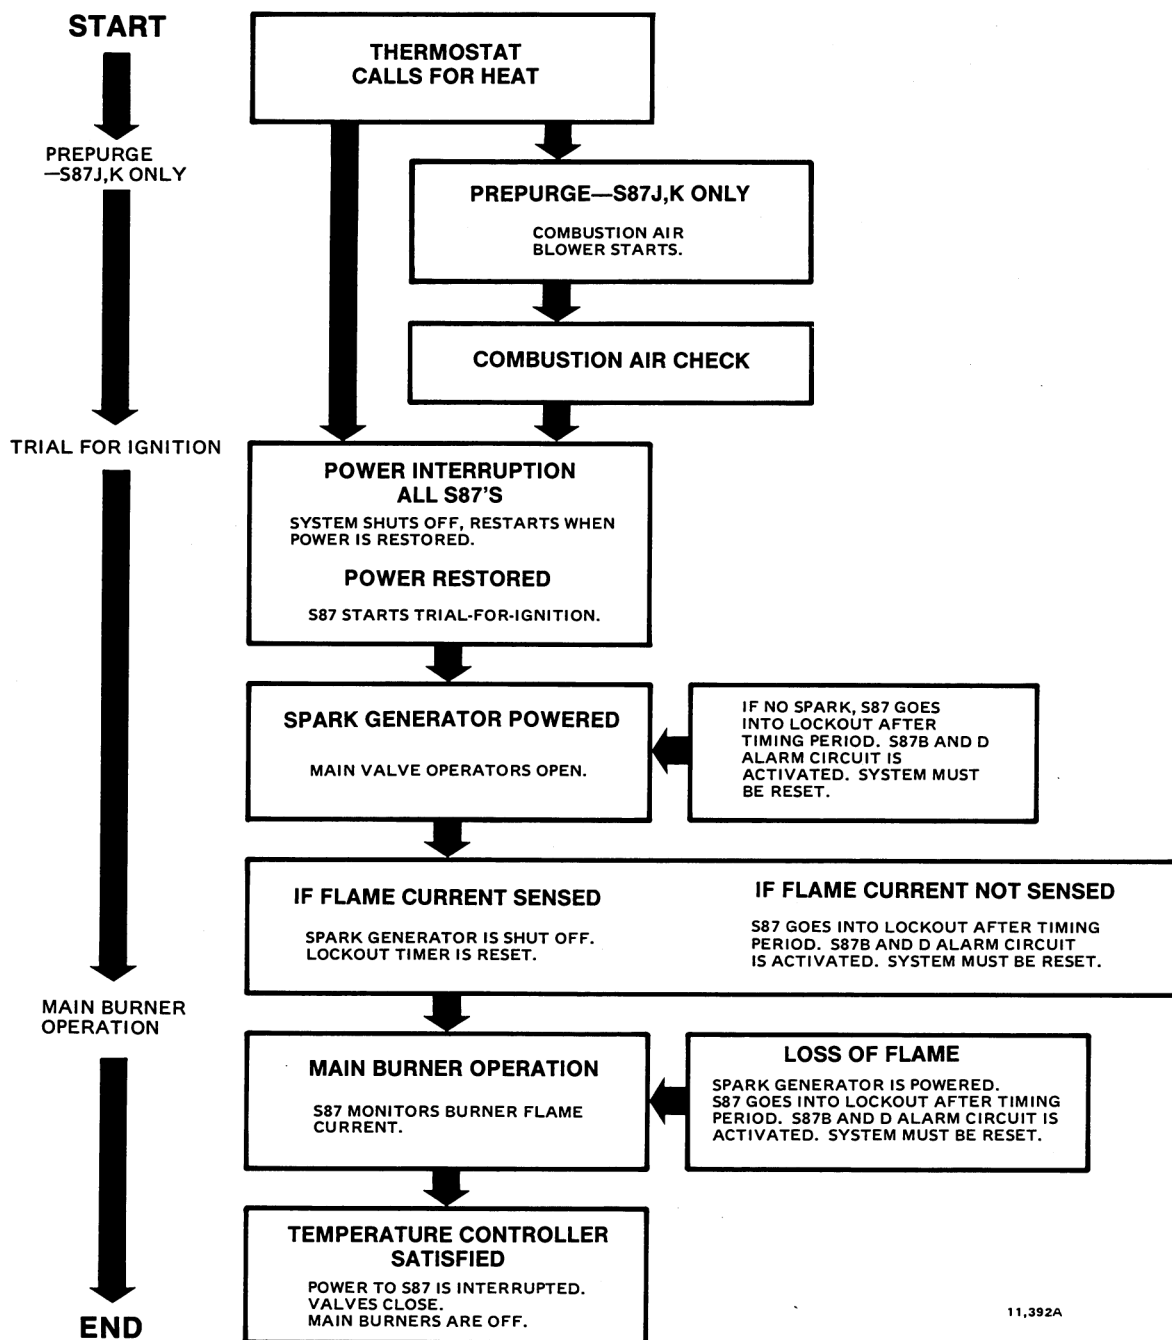 START
PREPURGE
—S87J,K ONLY
TRIAL FOR IGNITION
MAIN BURNER
OPERATION
END
THERMOSTAT
CALLS FOR HEAT
PREPURGE—S87J,K ONLY
COMBUSTION AIR
BLOWER STARTS.
COMBUSTION AIR CHECK
POWER INTERRUPTION
ALL S87'S
SYSTEM SHUTS OFF, RESTARTS WHEN
POWER IS RESTORED.
POWER RESTORED
S87 STARTS TRIAL-FOR-IGNITION.
SPARK GENERATOR POWERED
MAIN VALVE OPERATORS OPEN.
IF NO SPARK, S87 GOES
INTO LOCKOUT AFTER
TIMING PERIOD. S87B AND D
ALARM CIRCUIT IS
ACTIVATED. SYSTEM MUST
BE RESET.
IF FLAME CURRENT SENSED
SPARK GENERATOR IS SHUT OFF.
LOCKOUT TIMER IS RESET.
IF FLAME CURRENT NOT SENSED
S87 GOES INTO LOCKOUT AFTER TIMING
PERIOD. S87B AND D ALARM CIRCUIT
IS ACTIVATED. SYSTEM MUST BE RESET.
MAIN BURNER OPERATION
S87 MONITORS BURNER FLAME
CURRENT.
LOSS OF FLAME
SPARK GENERATOR IS POWERED.
S87 GOES INTO LOCKOUT AFTER TIMING
PERIOD. S87B AND D ALARM CIRCUIT IS
ACTIVATED. SYSTEM MUST BE RESET.
TEMPERATURE CONTROLLER
SATISFIED
POWER TO S87 IS INTERRUPTED.
VALVES CLOSE.
MAIN BURNERS ARE OFF.
11,392A